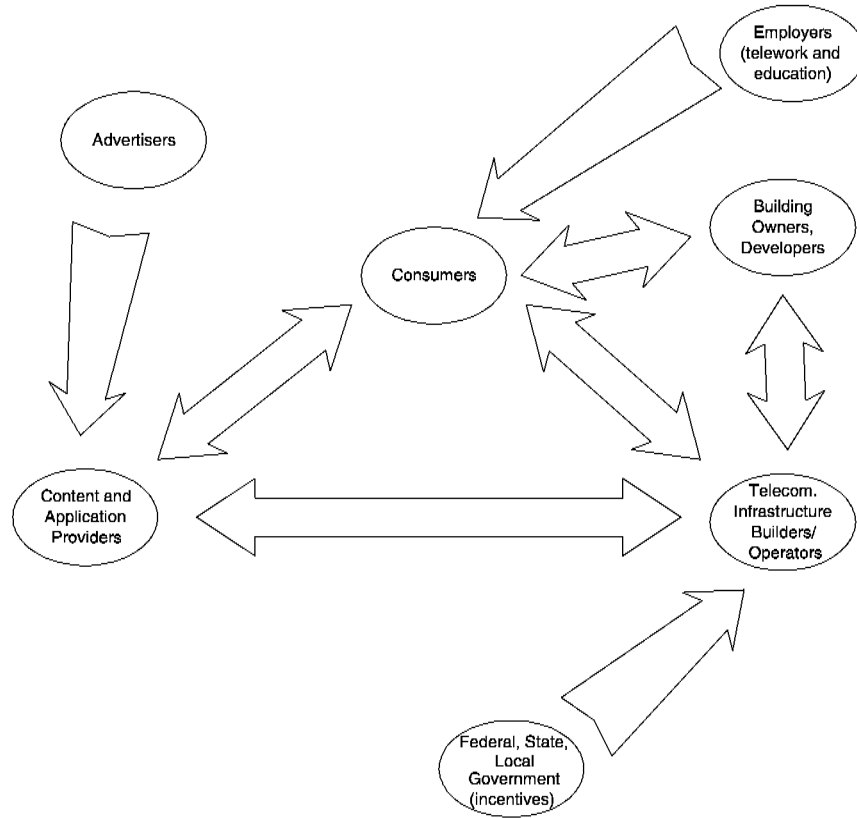 Employers
(telework and
education)
Advertisers
Building
Owners,
Developers
Consumers
Content and
Application
Providers
Telecom.
Infrastructure
Builders/
Operators
Federal, State,
Local
Government
(incentives)